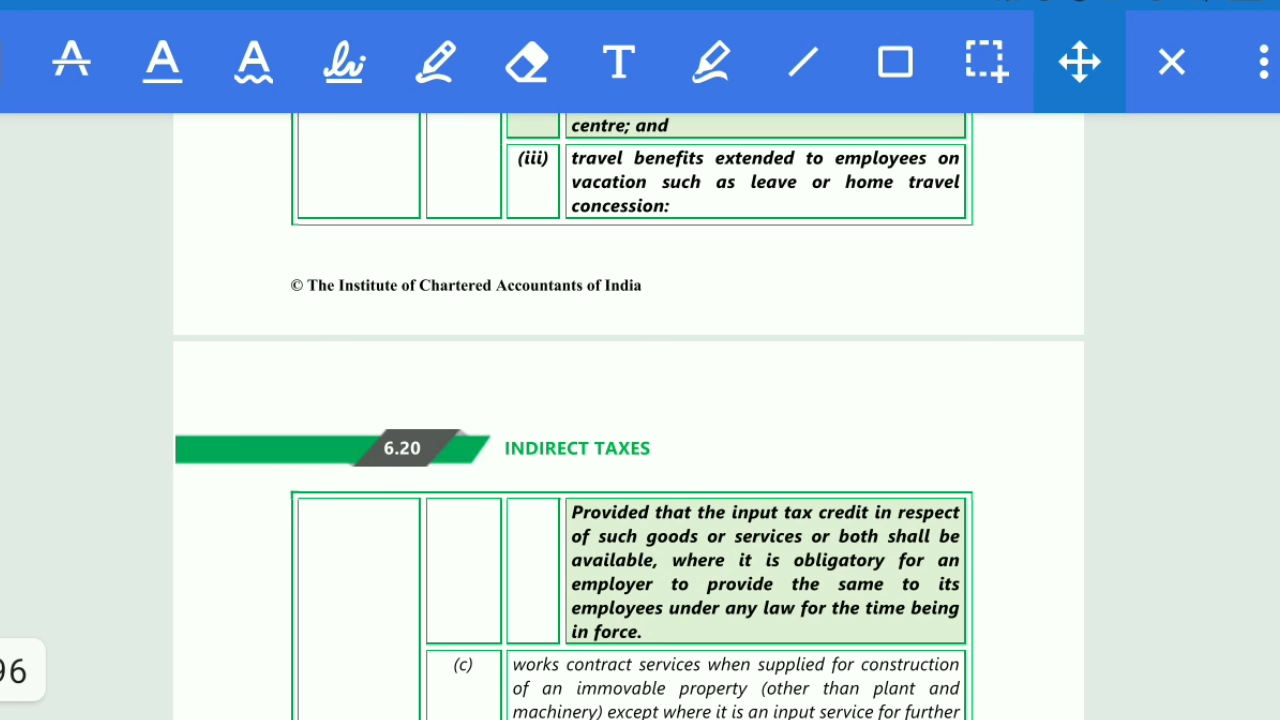 A A A T
centre; and
(iii) travel benefits extended to employees on
vacation such as leave or home travel
concession:
© The Institute of Chartered Accountants of India
6.20 INDIRECT TAXES
Provided that the input tax credit in respect
of such goods or services or both shall be
available, where it is obligatory for an
employer to provide the same to its
employees under any law for the time being
in force.
96
(c) works contract services when supplied for construction
of an immovable property (other than plant and
machinery) except where it is an input service for further